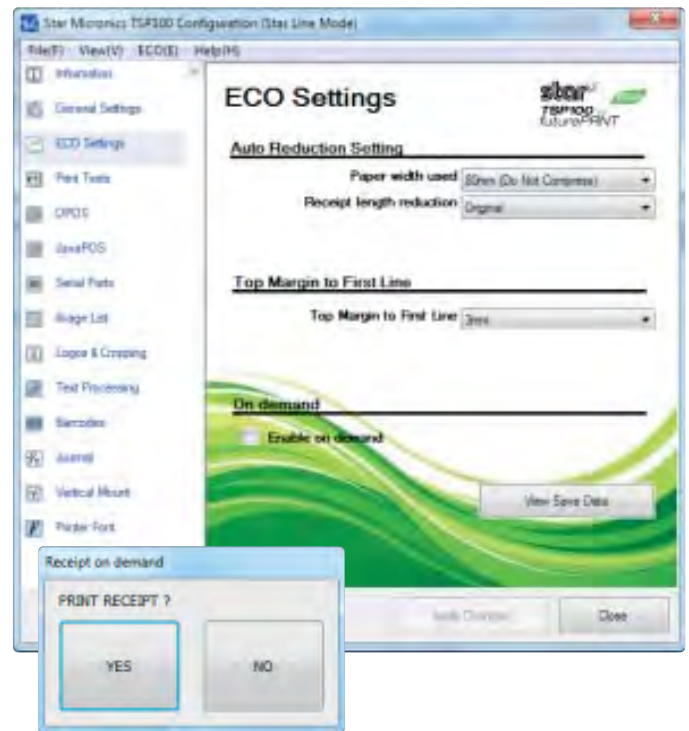 Star Micronics TSP100 Configuration (Star Line Mode)
File(F) View(V) ECO(E) Help(H)
Information
General Settings
ECO Settings
Print Tests
OPOS
JavaPOS
Serial Ports
Image List
Logos & Cropping
Text Processing
Barcodes
Journal
Vertical Mount
Printer Font
ECO Settings
star
TSP100
futurePRNT
Auto Reduction Setting
Paper width used 80mm (Do Not Compress)
Receipt length reduction Original
Top Margin to First Line
Top Margin to First Line 3mm
On demand
Enable on demand
View Save Data
Apply Changes Close
Receipt on demand
PRINT RECEIPT ?
YES NO